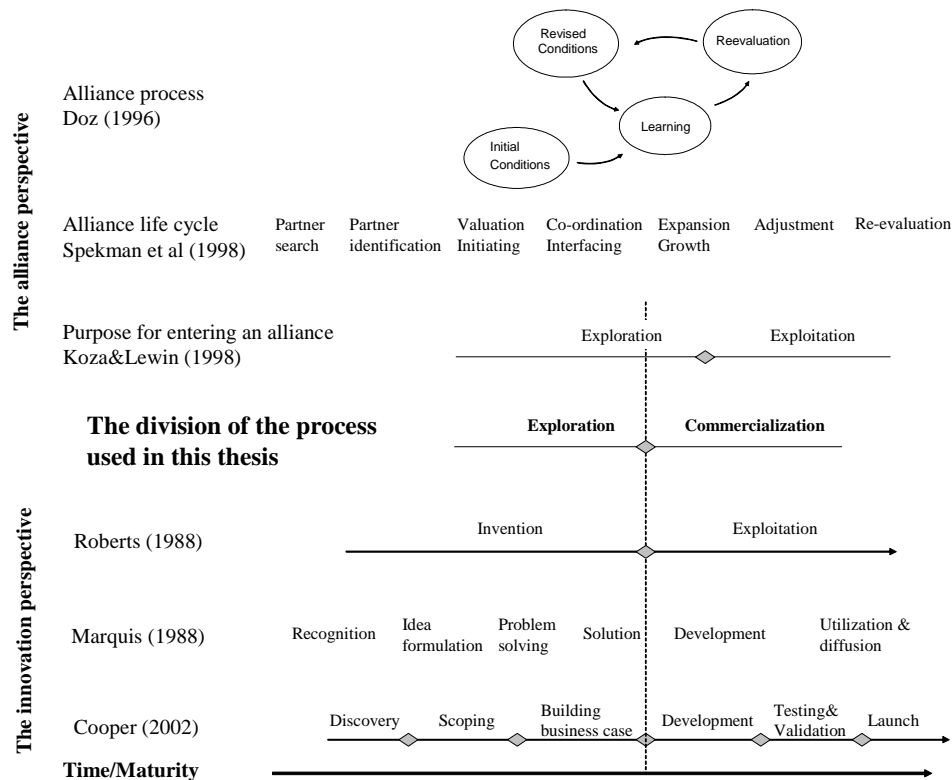 The alliance perspective
Alliance process
Doz (1996)
Revised
Conditions
Reevaluation
Learning
Initial
Conditions
Alliance life cycle
Spekman et al (1998)
Partner
search
Partner
identification
Valuation
Initiating
Co-ordination
Interfacing
Expansion
Growth
Adjustment
Re-evaluation
Purpose for entering an alliance
Koza&Lewin (1998)
Exploration
Exploitation
The division of the process
used in this thesis
Exploration
Commercialization
The innovation perspective
Roberts (1988)
Invention
Exploitation
Marquis (1988)
Recognition
Idea
formulation
Problem
solving
Solution
Development
Utilization &
diffusion
Cooper (2002)
Discovery
Scoping
Building
business case
Development
Testing&
Validation
Launch
Time/Maturity